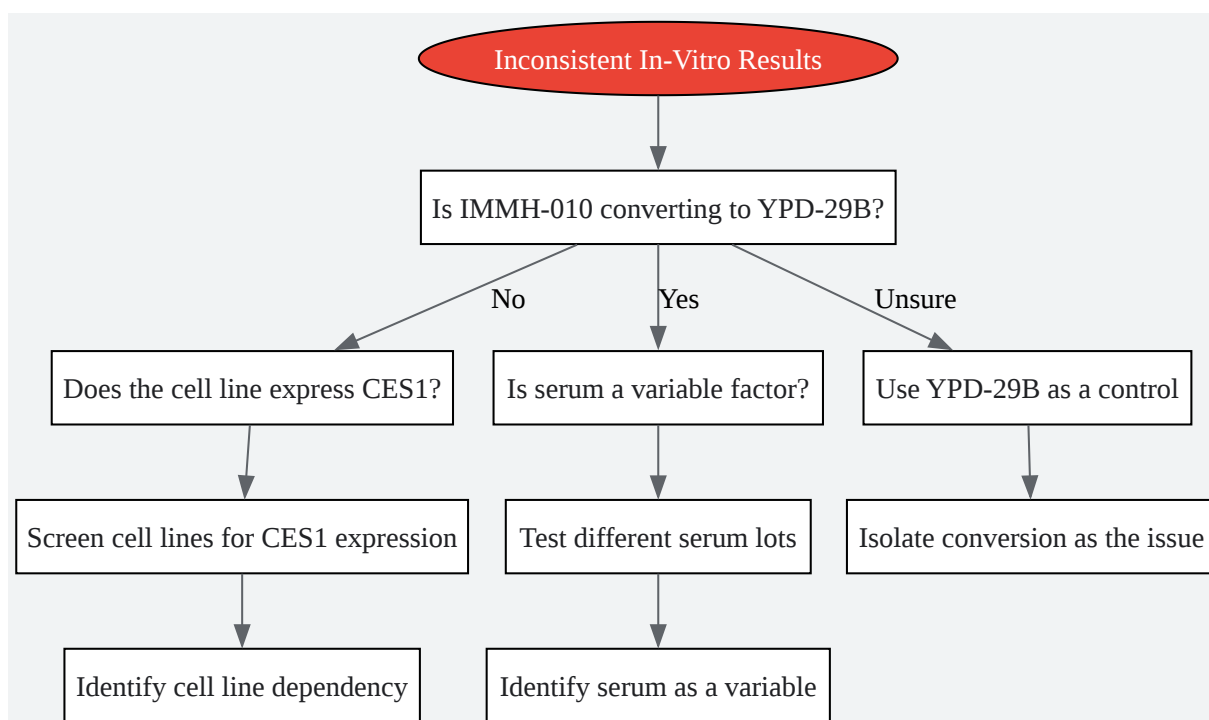 Inconsistent In-Vitro Results
Is IMMH-010 converting to YPD-29B?
No
Yes
Unsure
Does the cell line express CES1?
Is serum a variable factor?
Use YPD-29B as a control
Screen cell lines for CES1 expression
Test different serum lots
Isolate conversion as the issue
Identify cell line dependency
Identify serum as a variable